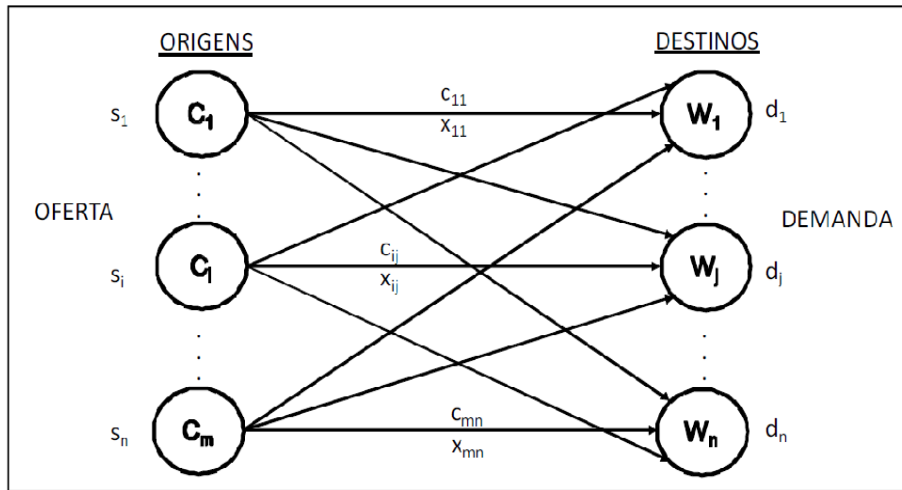 ORIGENS DESTINOS
s₁ C₁ c₁₁ x₁₁ W₁ d₁
OFERTA DEMANDA
sᵢ Cᵢ cᵢⱼ xᵢⱼ Wⱼ dⱼ
sₙ Cₘ cₘₙ xₘₙ Wₙ dₙ